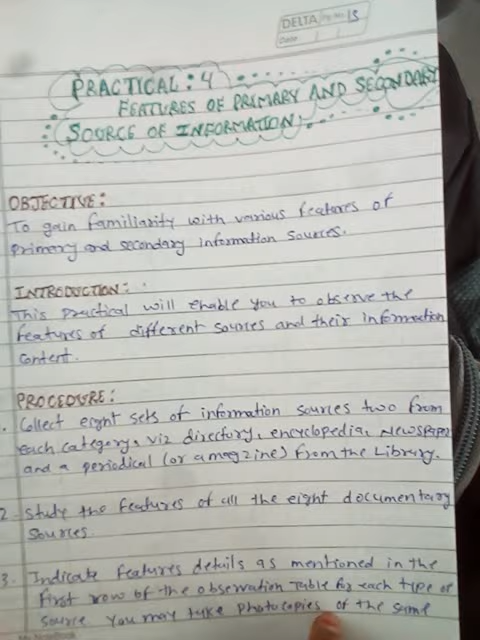 DELTA Pg No. 13
Date / /
PRACTICAL : 4
FEATURES OF PRIMARY AND SECONDARY
SOURCE OF INFORMATION:
OBJECTIVE:
To gain familiarity with various features of
primary and secondary information sources.
INTRODUCTION:
This practical will enable you to observe the
features of different sources and their information
content.
PROCEDURE:
1. Collect eight sets of information sources two from
each category, viz directory, encyclopedia, Newspaper
and a periodical (or a magzine) from the Library.
2. Study the features of all the eight documentary
sources.
3. Indicate features details as mentioned in the
first row of the observation Table for each type of
source you may take photocopies of the same